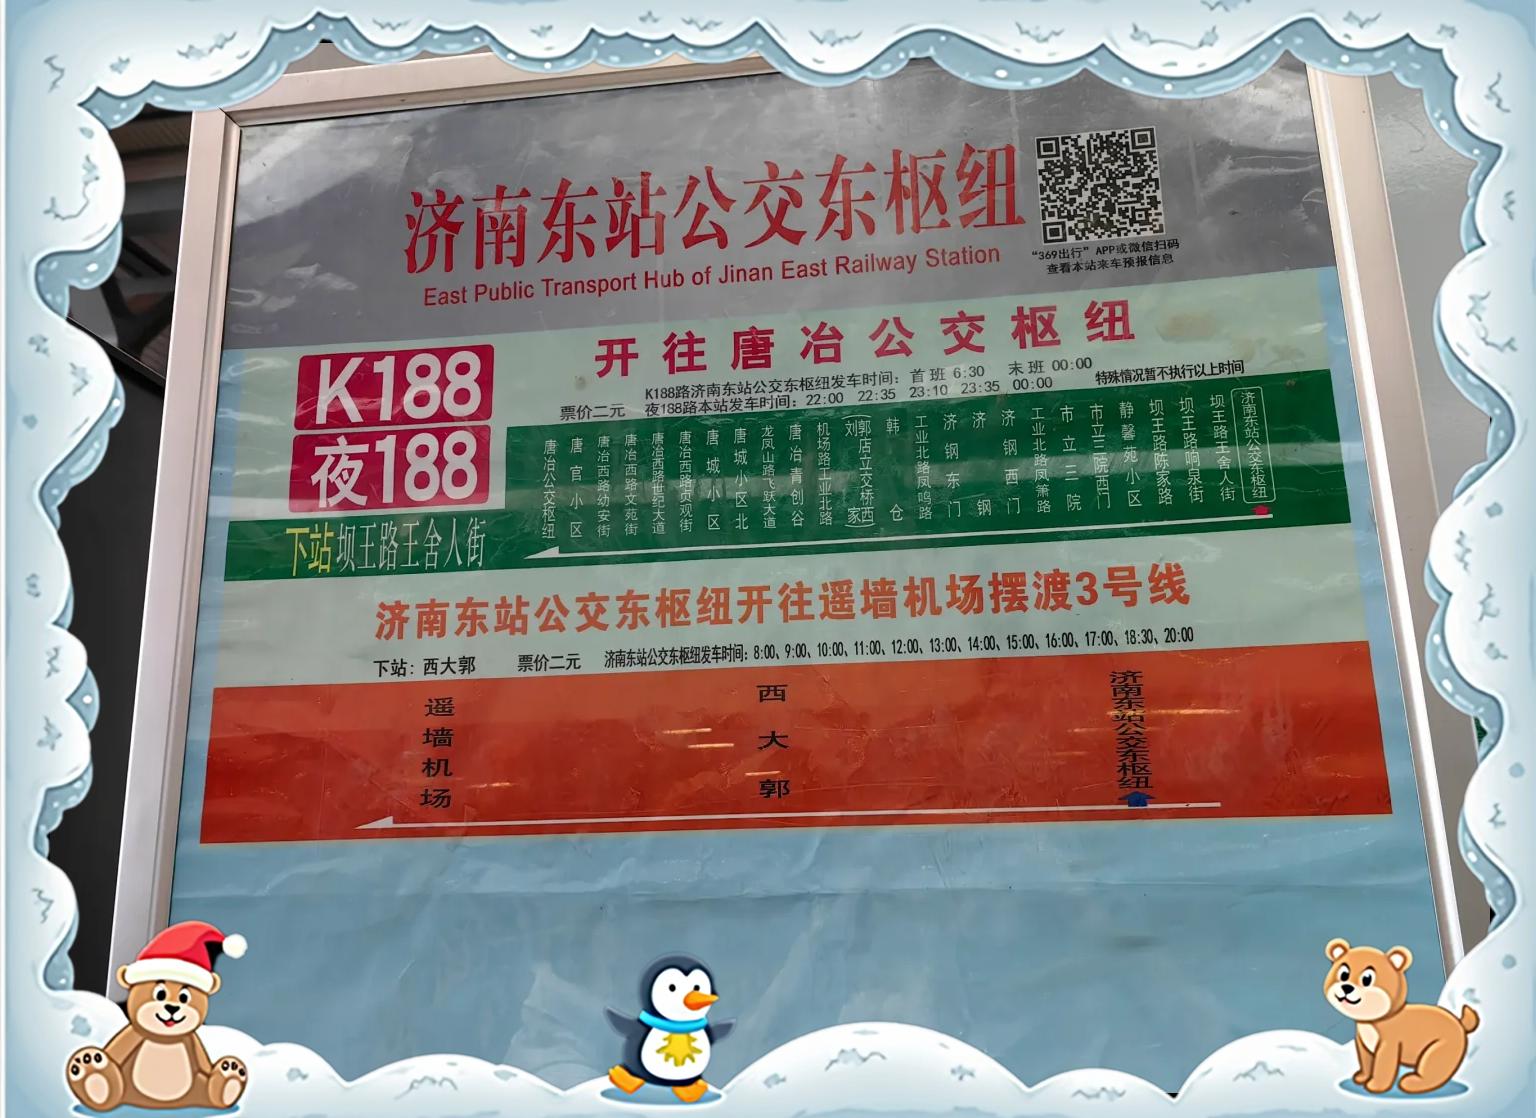 济南东站公交东枢纽
East Public Transport Hub of Jinan East Railway Station
“369出行”APP或微信扫码
查看本站来车预报信息
K188
夜188
开往唐冶公交枢纽
K188路济南东站公交东枢纽发车时间：首班6:30 末班00:00
票价二元 夜188路本站发车时间：22:00 22:35 23:10 23:35 00:00
特殊情况暂不执行以上时间
下站 坝王路王舍人街
唐冶公交枢纽
唐官小区
唐冶西路幼安街
唐冶西路文苑街
唐冶西路世纪大道
唐冶西路贞观街
唐城小区
唐城小区北
龙凤山路飞跃大道
唐冶青创谷
机场路工业北路
刘家(郭店立交桥西)
韩仓
工业北路凤鸣路
济钢东门
济钢
济钢西门
工业北路凤箫路
市立三院
市立三院西门
静馨苑小区
坝王路陈家路
坝王路响泉街
坝王路王舍人街
济南东站公交东枢纽
济南东站公交东枢纽开往遥墙机场摆渡3号线
下站：西大郭 票价二元 济南东站公交东枢纽发车时间：8:00、9:00、10:00、11:00、12:00、13:00、14:00、15:00、16:00、17:00、18:30、20:00
遥墙机场
西大郭
济南东站公交东枢纽